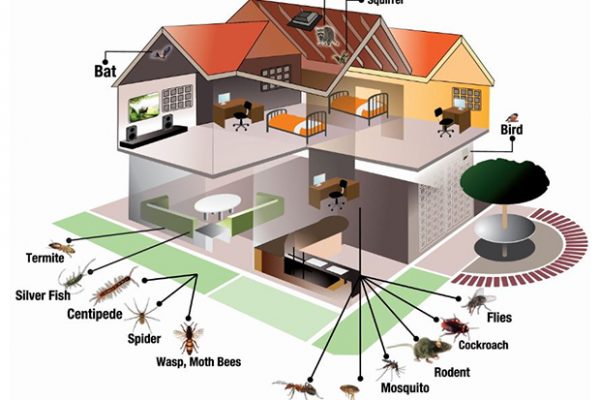 Squirrel
Bat
Bird
Termite
Silver Fish
Centipede
Spider
Wasp, Moth Bees
Flies
Cockroach
Rodent
Mosquito